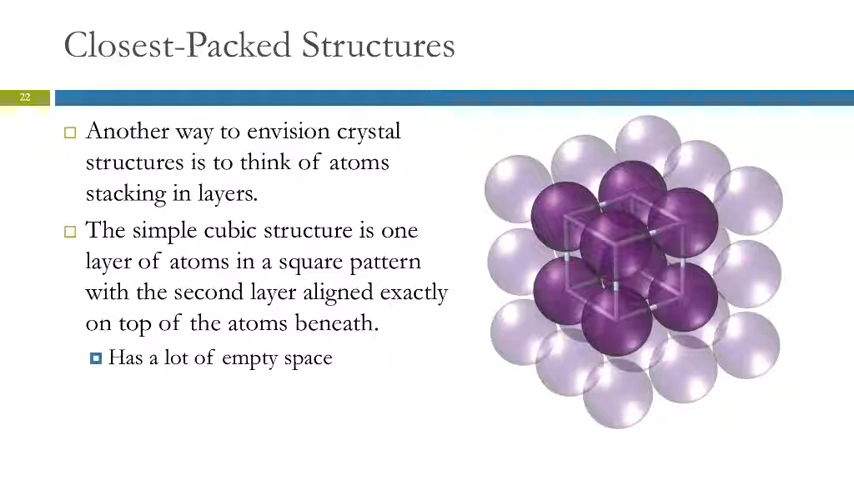 Closest-Packed Structures
22
Another way to envision crystal
structures is to think of atoms
stacking in layers.
The simple cubic structure is one
layer of atoms in a square pattern
with the second layer aligned exactly
on top of the atoms beneath.
Has a lot of empty space